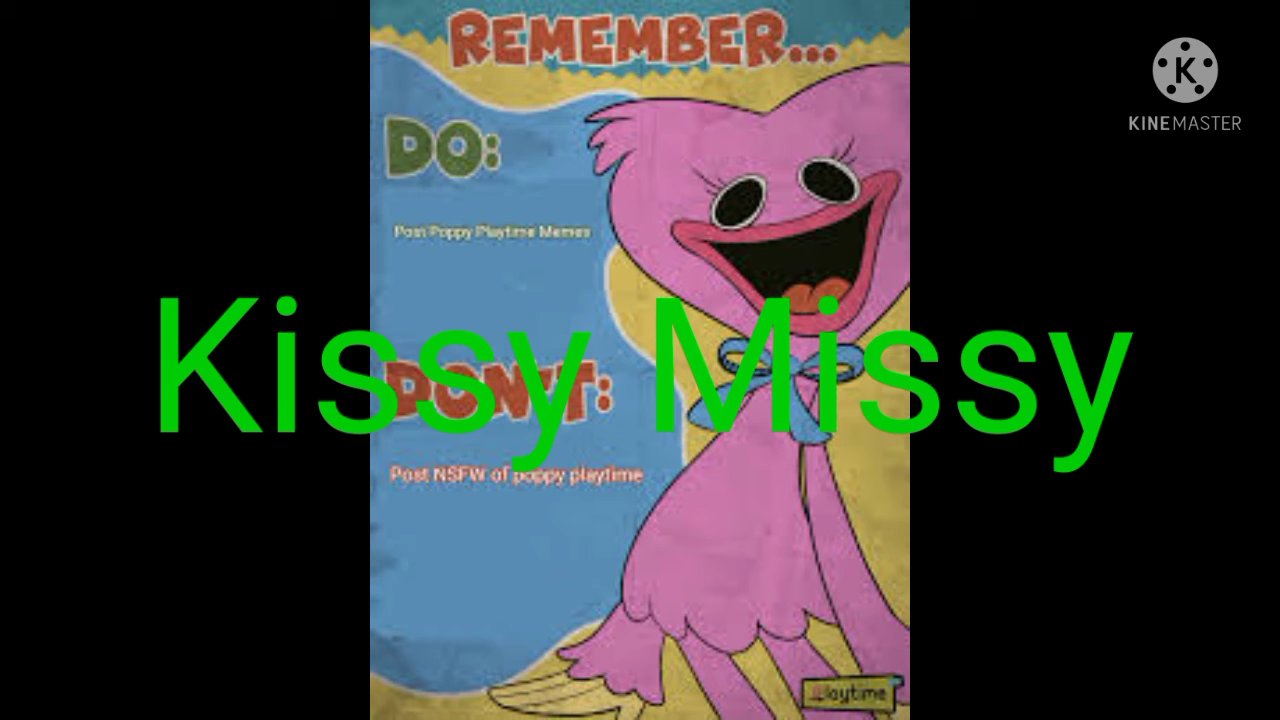 REMEMBER...
KINEMASTER
DO:
Post Poppy Playtime Memes
Kissy Missy
DON'T:
Post NSFW of poppy playtime
Playtime